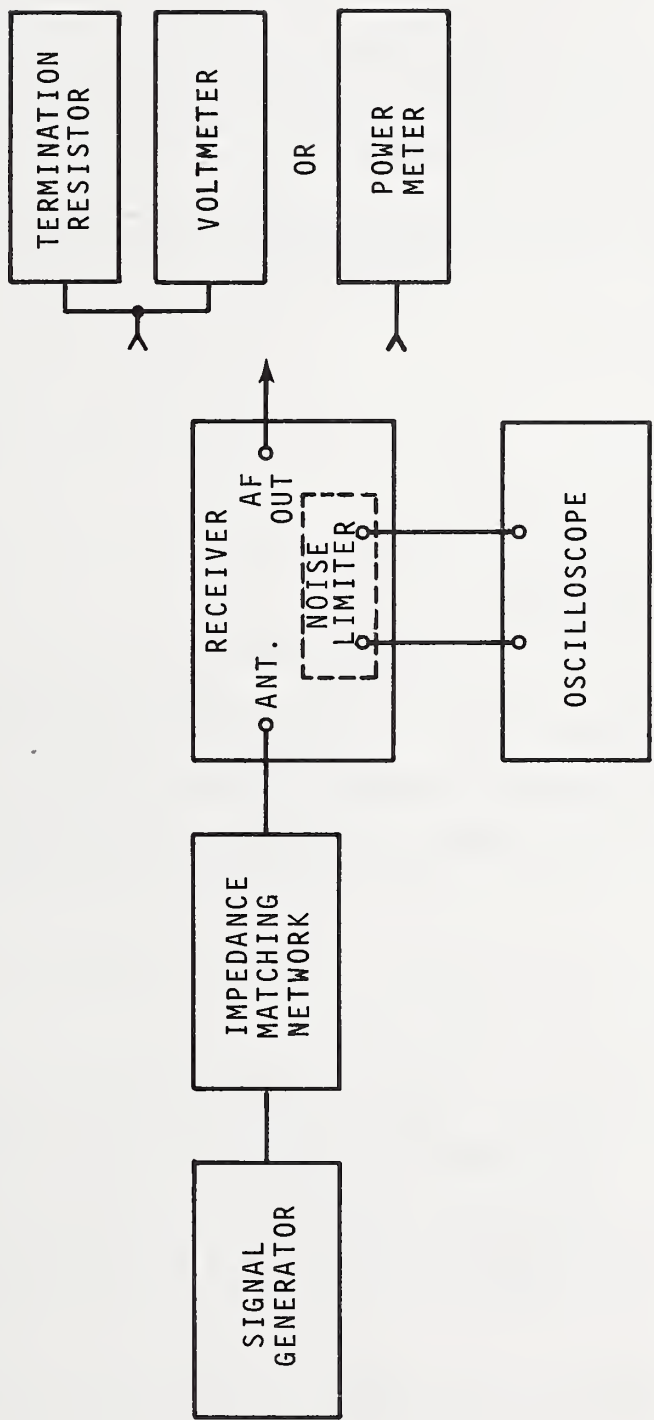 SIGNAL
GENERATOR
IMPEDANCE
MATCHING
NETWORK
RECEIVER
ANT.
AF
OUT
NOISE
LIMITER
OSCILLOSCOPE
TERMINATION
RESISTOR
VOLTMETER
OR
POWER
METER